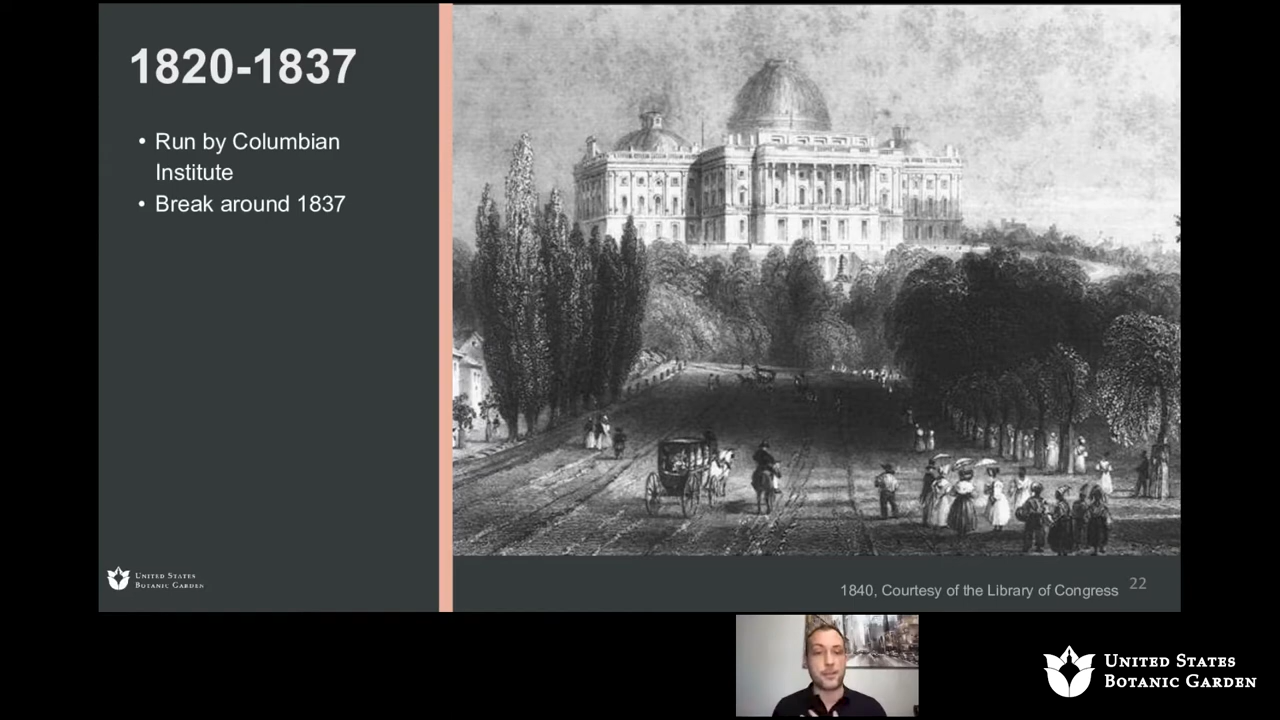 1820-1837
• Run by Columbian
Institute
• Break around 1837
United States
Botanic Garden
1840, Courtesy of the Library of Congress
22
United States
Botanic Garden